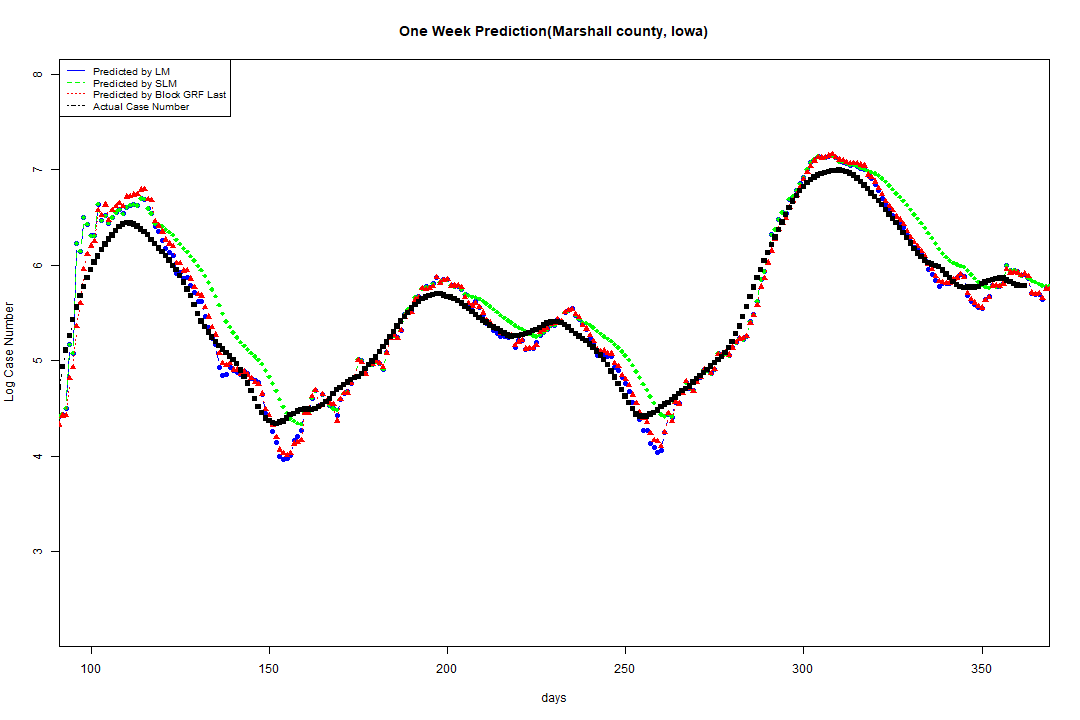 One Week Prediction(Marshall county, Iowa)
Predicted by LM
Predicted by SLM
Predicted by Block GRF Last
Actual Case Number
8
7
6
5
4
3
Log Case Number
100 150 200 250 300 350
days